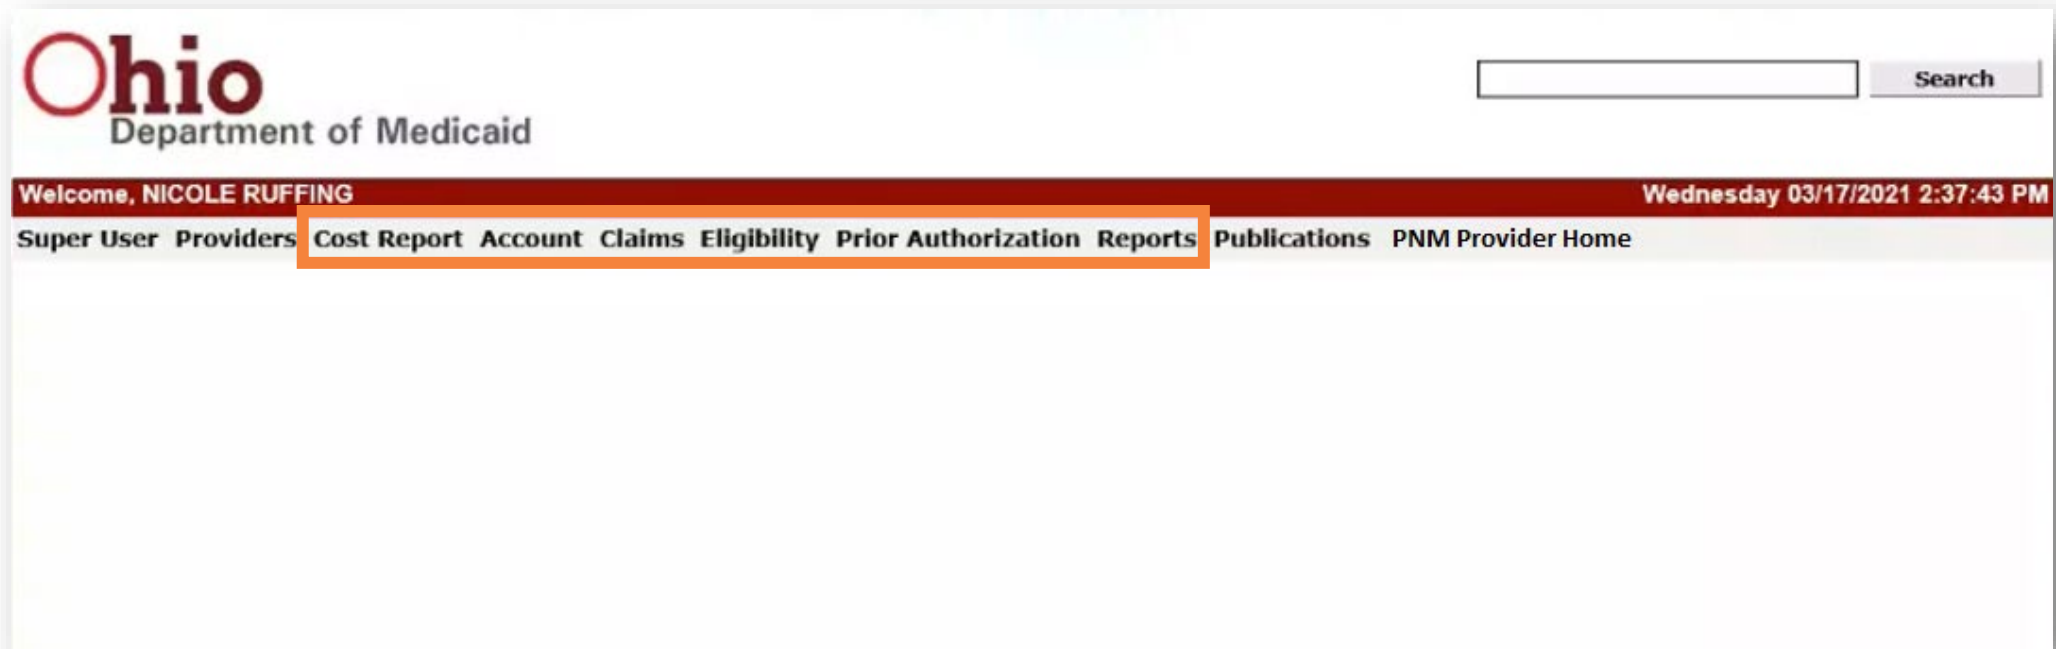 Ohio
Department of Medicaid
Search
Welcome, NICOLE RUFFING Wednesday 03/17/2021 2:37:43 PM
Super User Providers Cost Report Account Claims Eligibility Prior Authorization Reports Publications PNM Provider Home